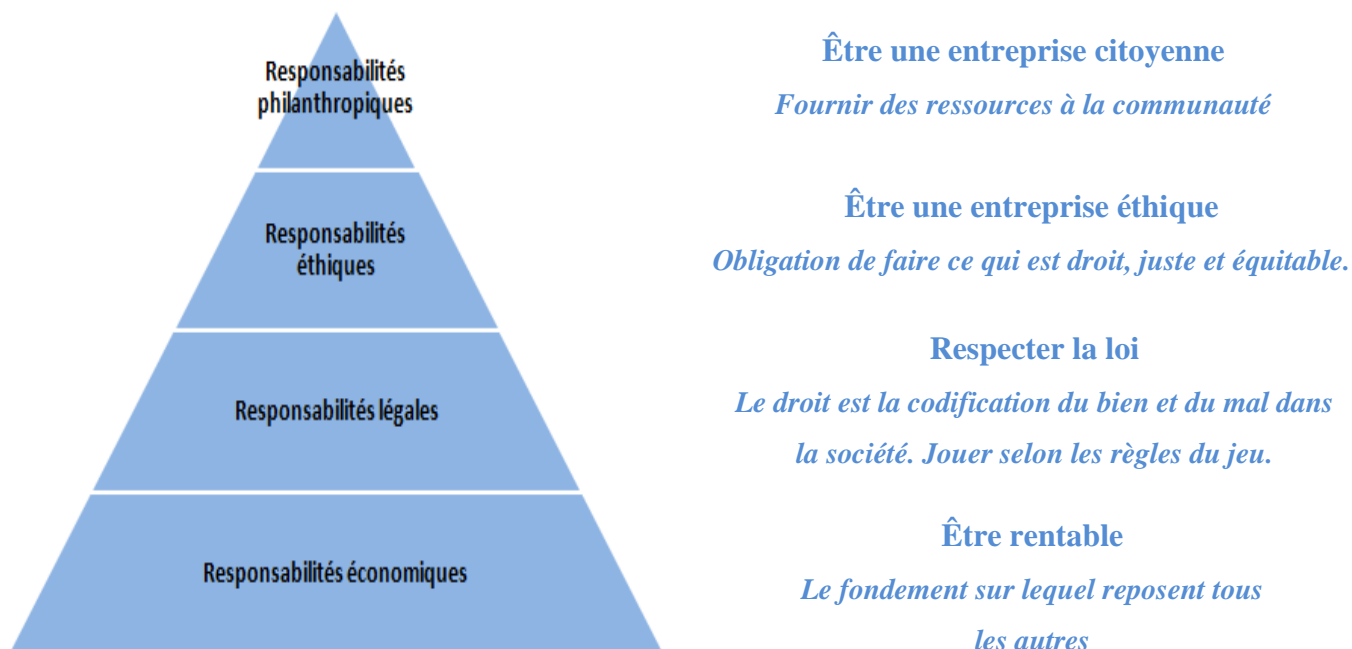 Responsabilités
philanthropiques
Être une entreprise citoyenne
Fournir des ressources à la communauté
Responsabilités
éthiques
Être une entreprise éthique
Obligation de faire ce qui est droit, juste et équitable.
Responsabilités légales
Respecter la loi
Le droit est la codification du bien et du mal dans
la société. Jouer selon les règles du jeu.
Responsabilités économiques
Être rentable
Le fondement sur lequel reposent tous
les autres